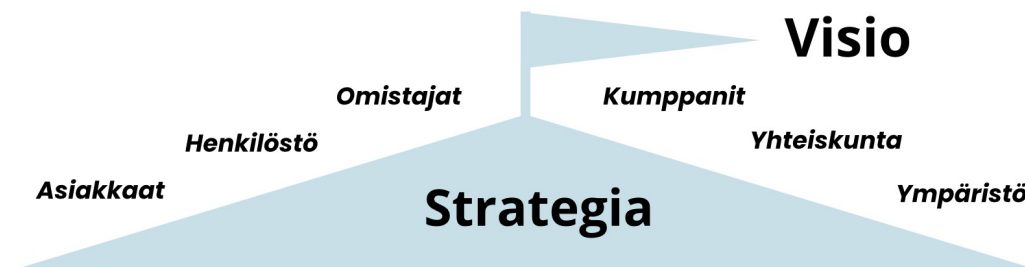 Visio
Omistajat
Kumppanit
Henkilöstö
Yhteiskunta
Asiakkaat
Ympäristö
Strategia